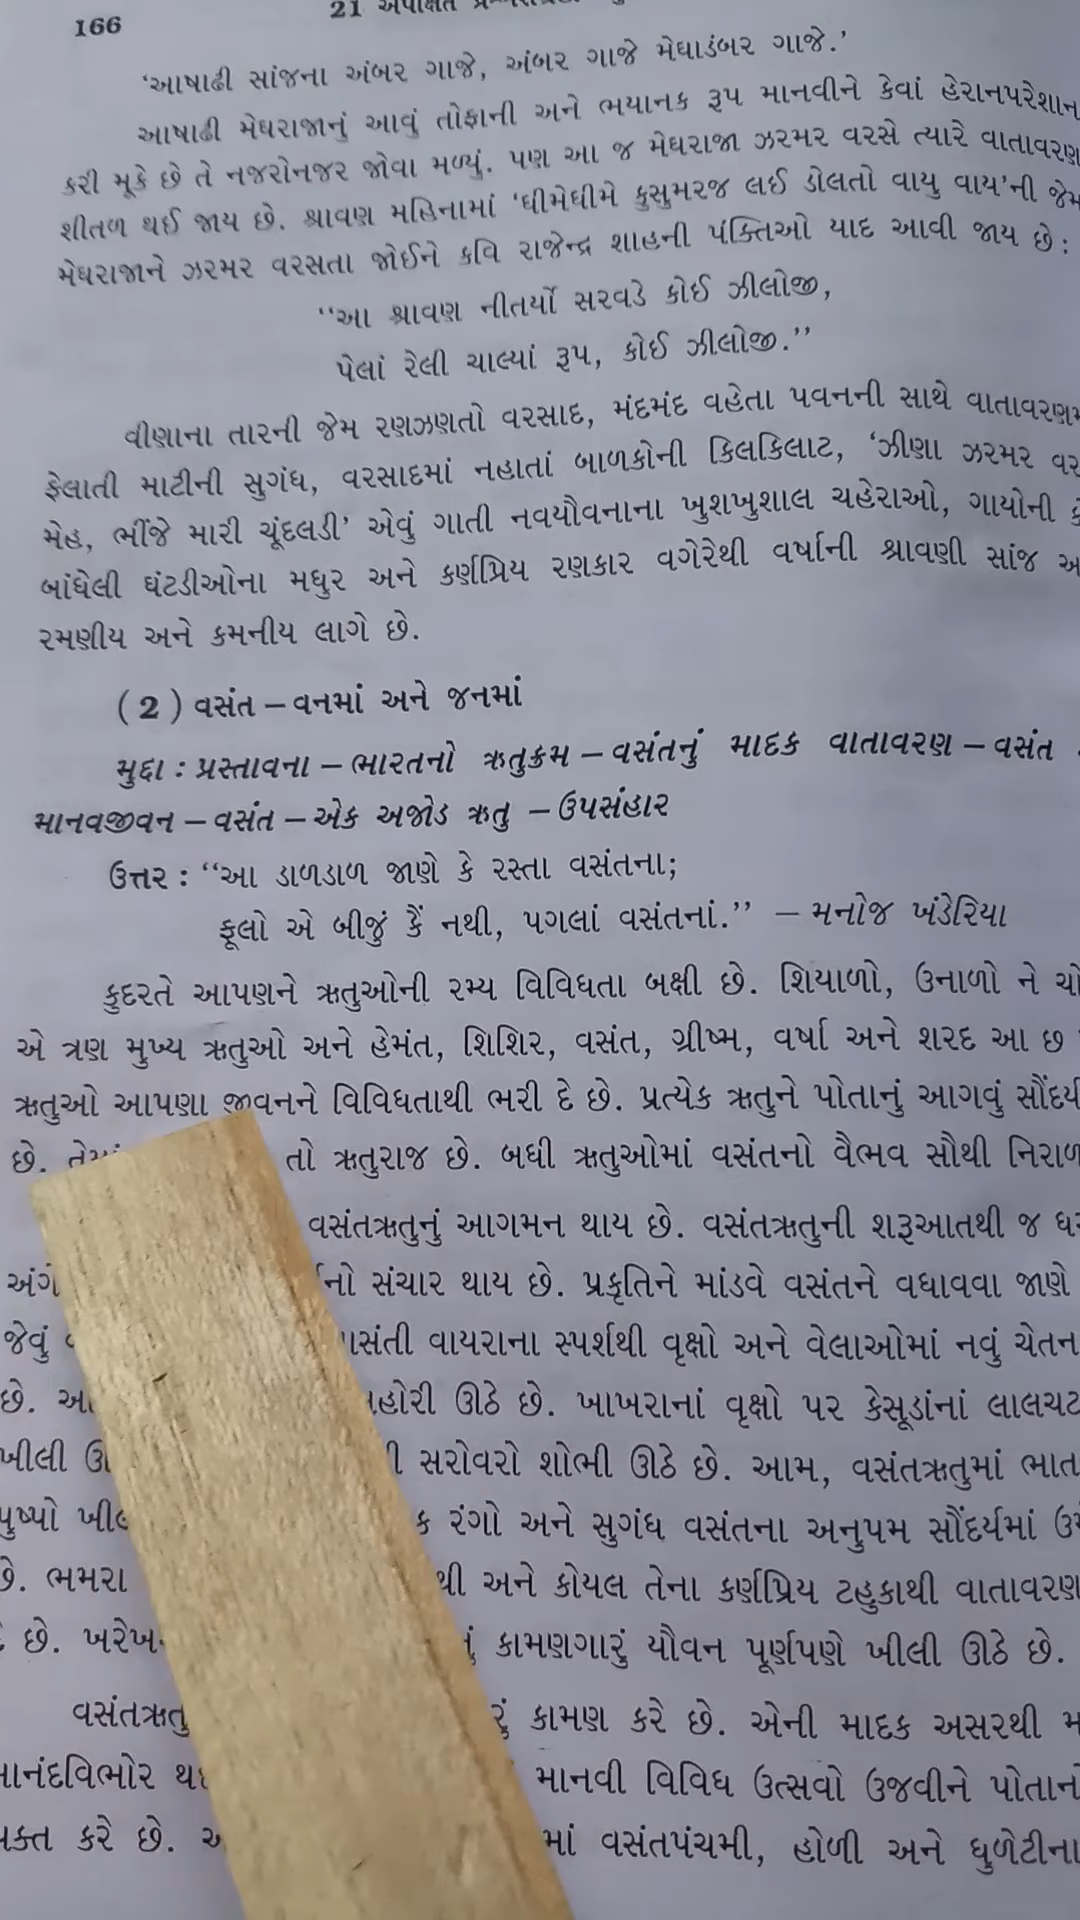 166
21
‘આષાઢી સાંજના અંબર ગાજે, અંબર ગાજે મેઘાડંબર ગાજે.’
આષાઢી મેઘરાજાનું આવું તોફાની અને ભયાનક રૂપ માનવીને કેવાં હેરાનપરેશાન
કરી મૂકે છે તે નજરોનજર જોવા મળ્યું. પણ આ જ મેઘરાજા ઝરમર વરસે ત્યારે વાતાવરણ
શીતળ થઈ જાય છે. શ્રાવણ મહિનામાં ‘ધીમેધીમે કુસુમરજ લઈ ડોલતો વાયુ વાય’ની જેમ
મેઘરાજાને ઝરમર વરસતા જોઈને કવિ રાજેન્દ્ર શાહની પંક્તિઓ યાદ આવી જાય છે :
“આ શ્રાવણ નીતર્યો સરવડે કોઈ ઝીલોજી,
પેલાં રેલી ચાલ્યાં રૂપ, કોઈ ઝીલોજી.”
વીણાના તારની જેમ રણઝણતો વરસાદ, મંદમંદ વહેતા પવનની સાથે
ફેલાતી માટીની સુગંધ, વરસાદમાં નહાતાં બાળકોની કિલકિલાટ, ‘ઝીણા ઝરમર
મેહ, ભીંજે મારી ચૂંદલડી’ એવું ગાતી નવયૌવનાના ખુશખુશાલ ચહેરાઓ, ગાયોની
બાંધેલી ઘંટડીઓના મધુર અને કર્ણપ્રિય રણકાર વગેરેથી વર્ષાની શ્રાવણી સાંજ
રમણીય અને કમનીય લાગે છે.
(2) વસંત – વનમાં અને જનમાં
મુદ્દા : પ્રસ્તાવના – ભારતનો ઋતુક્રમ – વસંતનું માદક વાતાવરણ – વસંત
માનવજીવન – વસંત – એક અજોડ ઋતુ – ઉપસંહાર
ઉત્તર : “આ ડાળડાળ જાણે કે રસ્તા વસંતના;
ફૂલો એ બીજું કૈં નથી, પગલાં વસંતનાં.” – મનોજ ખંડેરિયા
કુદરતે આપણને ઋતુઓની રમ્ય વિવિધતા બક્ષી છે. શિયાળો, ઉનાળો ને
એ ત્રણ મુખ્ય ઋતુઓ અને હેમંત, શિશિર, વસંત, ગ્રીષ્મ, વર્ષા અને શરદ આ છ
ઋતુઓ આપણા જીવનને વિવિધતાથી ભરી દે છે. પ્રત્યેક ઋતુને પોતાનું આગવું
છે. તો ઋતુરાજ છે. બધી ઋતુઓમાં વસંતનો વૈભવ સૌથી
વસંતઋતુનું આગમન થાય છે. વસંતઋતુની શરૂઆતથી જ
સંચાર થાય છે. પ્રકૃતિને માંડવે વસંતને વધાવવા જાણે
જેવું વાયરાના સ્પર્શથી વૃક્ષો અને વેલાઓમાં નવું ચેતન
છે. ઊઠે છે. ખાખરાનાં વૃક્ષો પર કેસૂડાંનાં
સરોવરો શોભી ઊઠે છે. આમ, વસંતઋતુમાં
રંગો અને સુગંધ વસંતના અનુપમ સૌંદર્યમાં
ભમરા અને કોયલ તેના કર્ણપ્રિય ટહુકાથી વાતાવરણ
છે. કામણગારું યૌવન પૂર્ણપણે ખીલી ઊઠે છે.
કામણ કરે છે. એની માદક અસરથી
માનવી વિવિધ ઉત્સવો ઉજવીને
કરે છે. વસંતપંચમી, હોળી અને ધુળેટીના